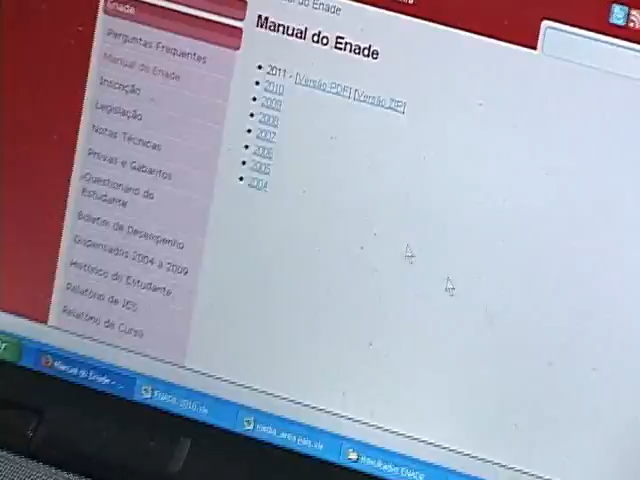 Enade
Manual do Enade
Perguntas Frequentes
Manual do Enade
Inscrição
Legislação
Notas Técnicas
Provas e Gabaritos
Questionário do
Estudante
Boletim de Desempenho
Dispensados 2004 a 2009
Histórico do Estudante
Relatório de IES
Relatório de Curso
2011 - [Versão PDF] [Versão ZIP]
2010
2009
2008
2007
2006
2005
2004
Manual do Enade - ...